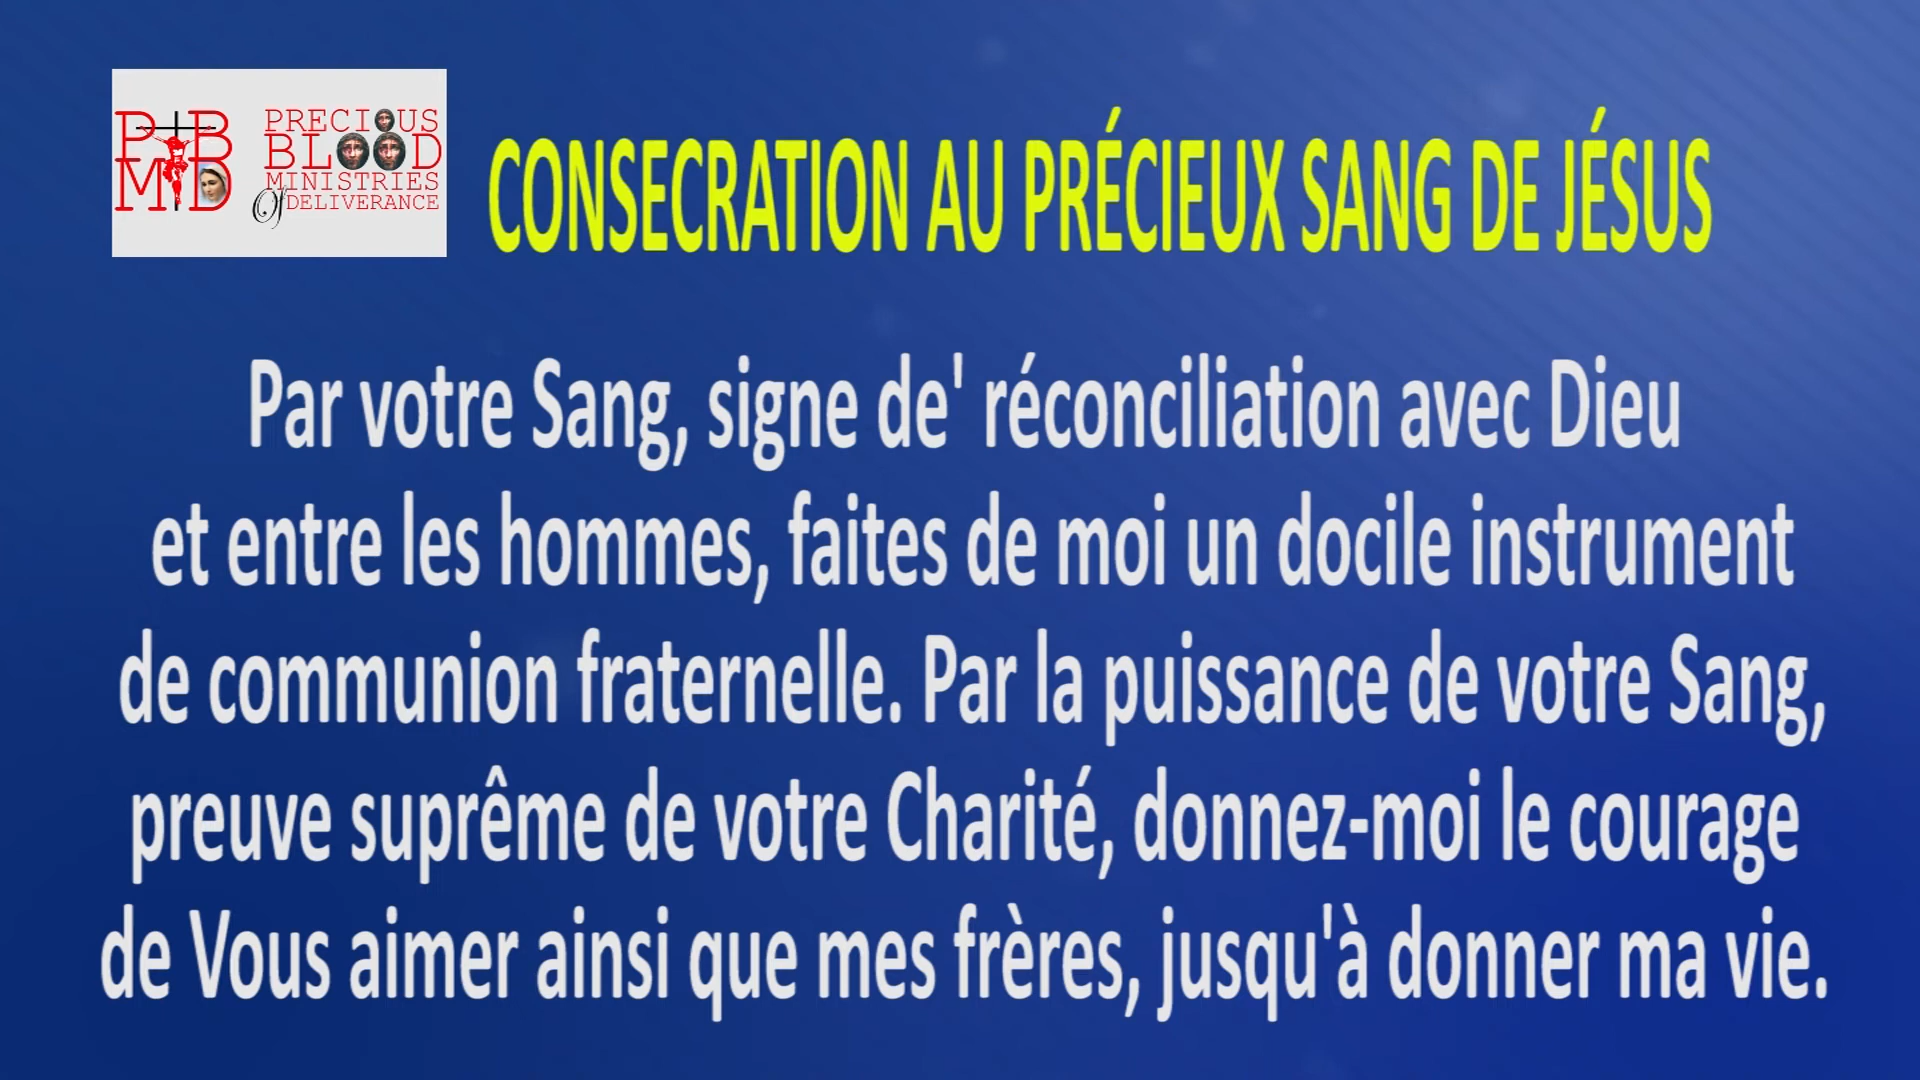 P B
M D
PRECIOUS
BLOOD
MINISTRIES
Of DELIVERANCE
CONSECRATION AU PRÉCIEUX SANG DE JÉSUS
Par votre Sang, signe de' réconciliation avec Dieu
et entre les hommes, faites de moi un docile instrument
de communion fraternelle. Par la puissance de votre Sang,
preuve suprême de votre Charité, donnez-moi le courage
de Vous aimer ainsi que mes frères, jusqu'à donner ma vie.